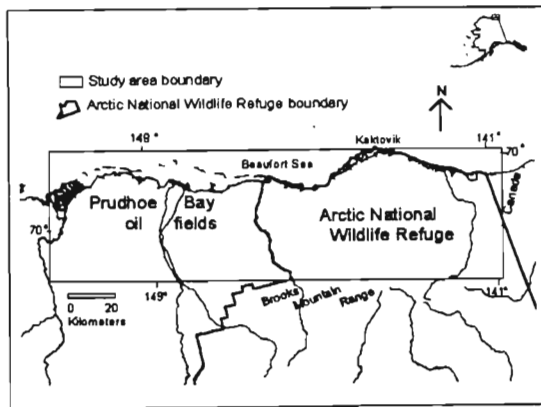 Study area boundary
Arctic National Wildlife Refuge boundary
N
149
141
Kaktovik
70°
Beaufort Sea
Canada
Prudhoe Bay
oil fields
Arctic National
Wildlife Refuge
70°
0 20
Kilometers
149°
Brooks Mountain Range
141°